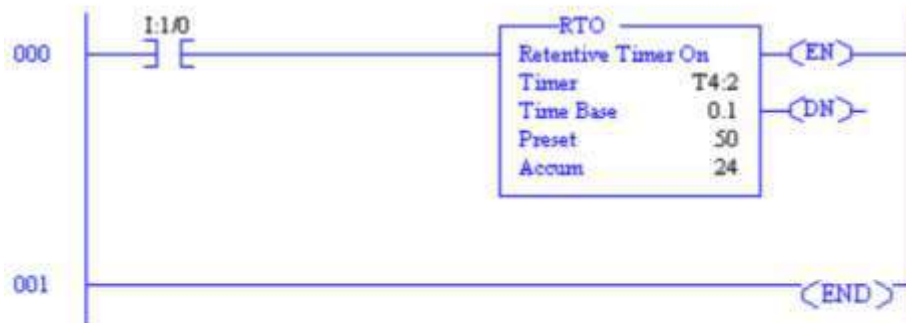 I:1/0
RTO
000
Retentive Timer On
EN
Timer T4:2
Time Base 0.1
DN
Preset 50
Accum 24
001
END